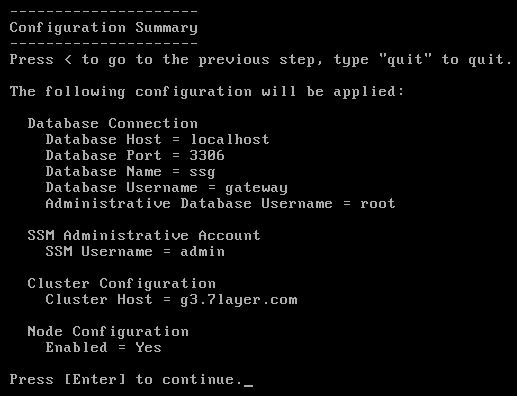 ---------------------
Configuration Summary
---------------------
Press < to go to the previous step, type "quit" to quit.
The following configuration will be applied:
Database Connection
Database Host = localhost
Database Port = 3306
Database Name = ssg
Database Username = gateway
Administrative Database Username = root
SSM Administrative Account
SSM Username = admin
Cluster Configuration
Cluster Host = g3.7layer.com
Node Configuration
Enabled = Yes
Press [Enter] to continue._